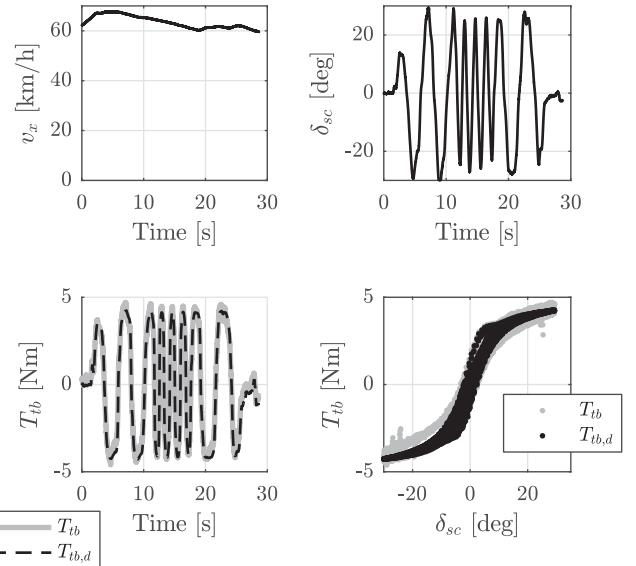 v_x [km/h]
60
40
20
0
0 10 20 30
Time [s]
δ_sc [deg]
20
0
-20
0 10 20 30
Time [s]
T_tb [Nm]
5
0
-5
0 10 20 30
Time [s]
T_tb
T_tb,d
T_tb [Nm]
5
0
-5
-20 0 20
δ_sc [deg]
T_tb
T_tb,d